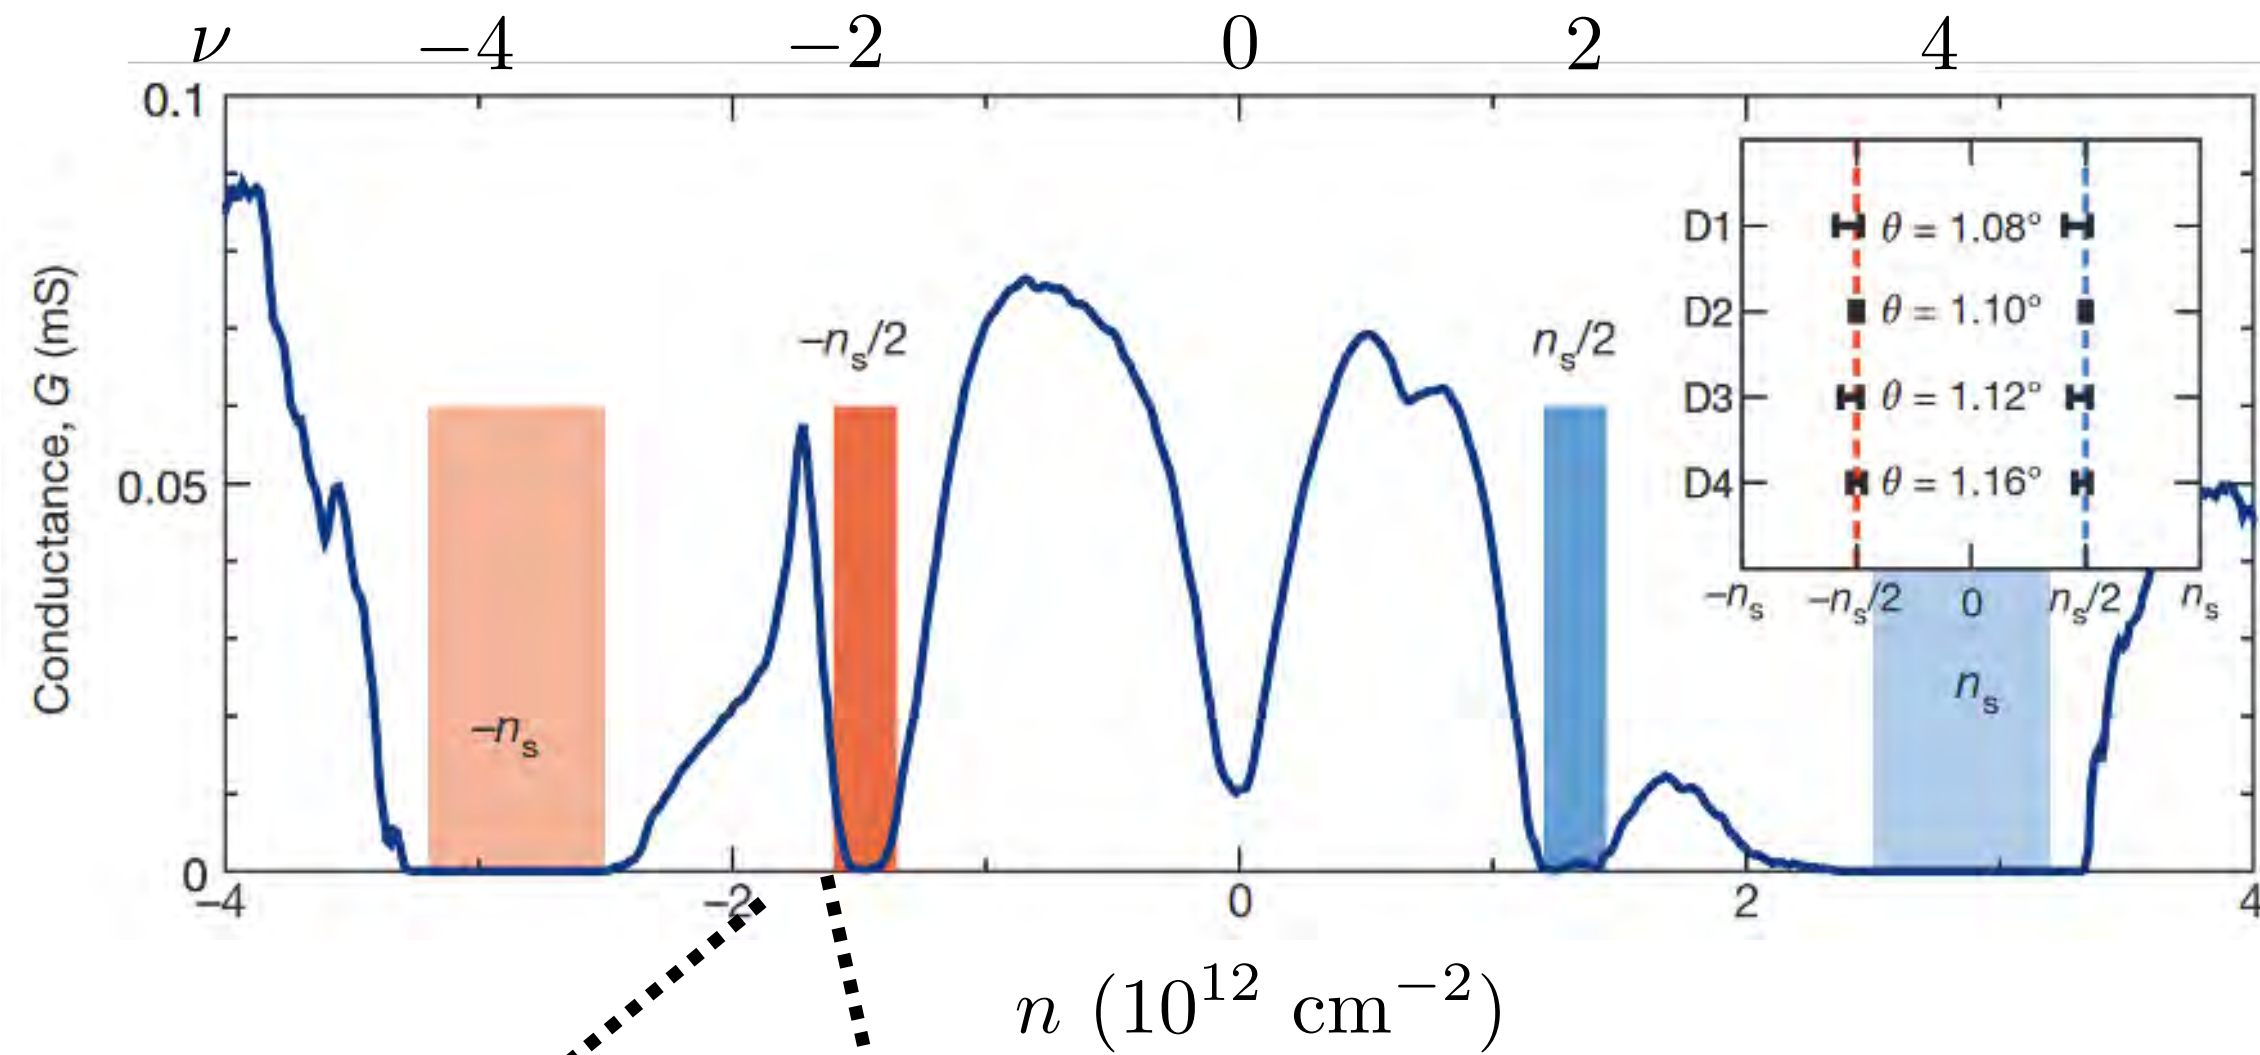 ν −4 −2 0 2 4
0.1
0.05
0
Conductance, G (mS)
−n_s
−n_s/2
n_s/2
n_s
D1 θ = 1.08°
D2 θ = 1.10°
D3 θ = 1.12°
D4 θ = 1.16°
−n_s −n_s/2 0 n_s/2 n_s
−4 −2 0 2 4
n (10¹² cm⁻²)